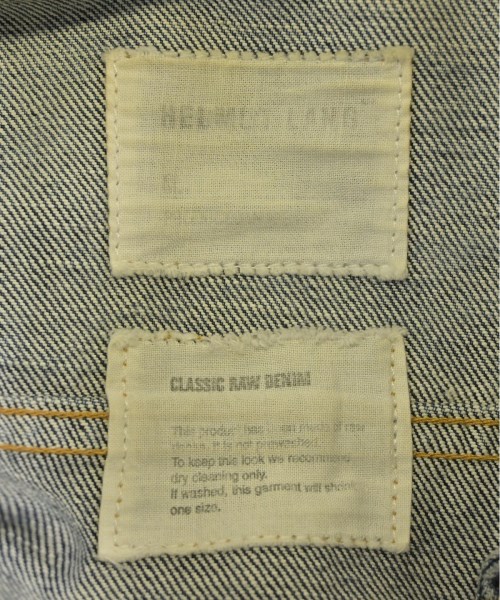 HELMUT LANG
CLASSIC RAW DENIM
This product has been made of raw
denim. It is not prewashed.
To keep this look we recommend
dry cleaning only.
If washed, this garment will shrink
one size.